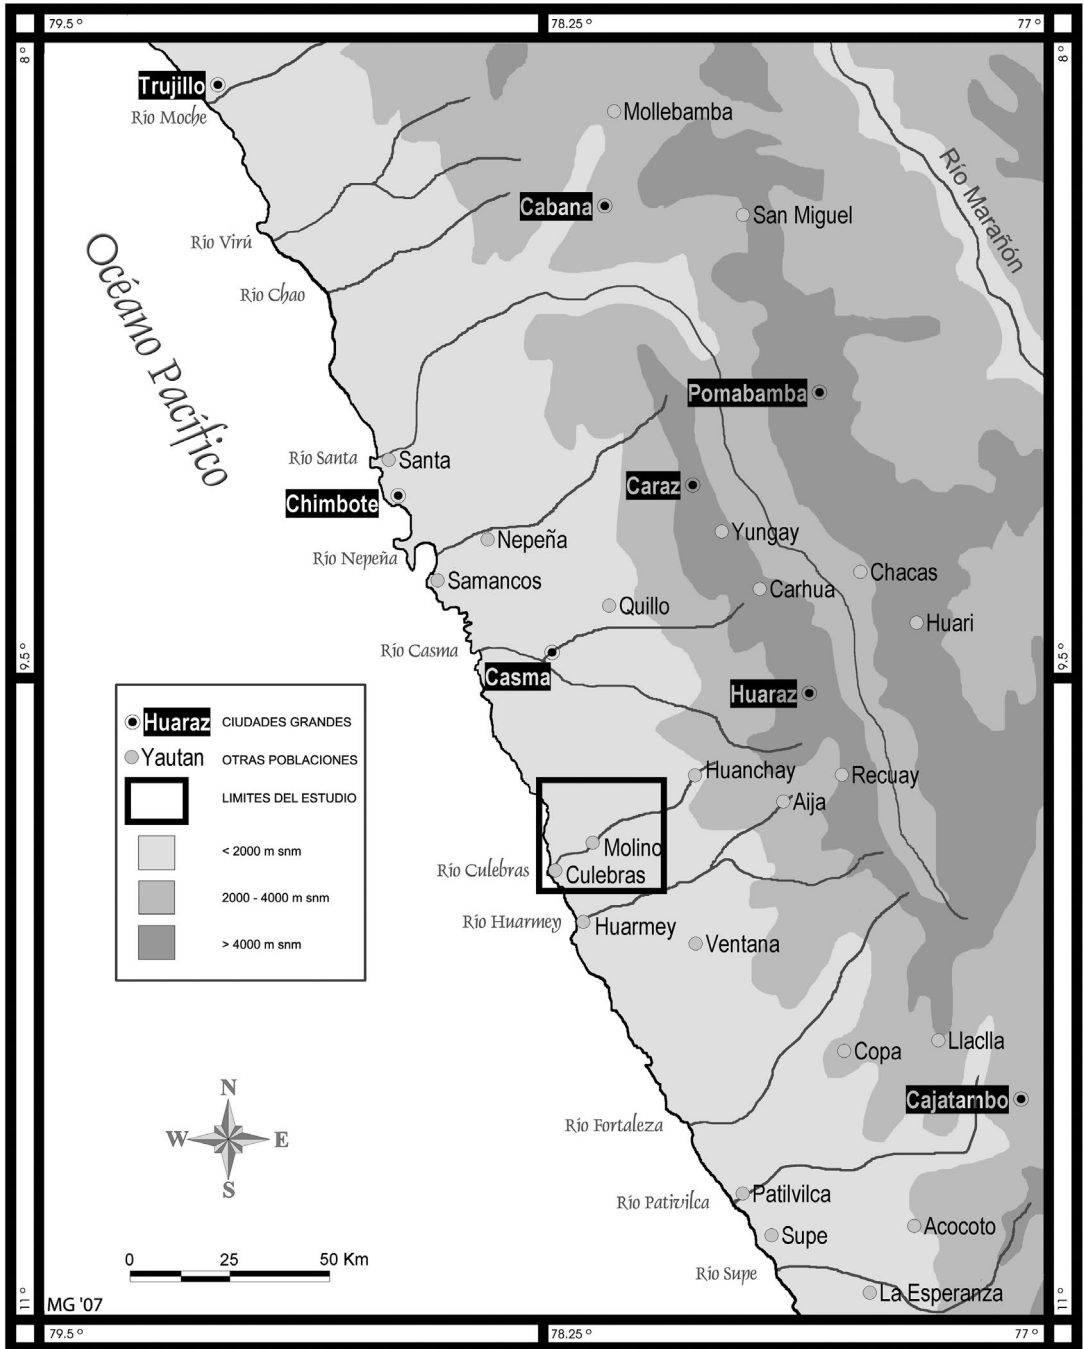 79.5 º
78.25 º
77 º
8 º
8 º
Trujillo
Río Moche
Mollebamba
Cabana
San Miguel
Río Marañón
Río Virú
Río Chao
Océano Pacífico
Pomabamba
Río Santa
Santa
Caraz
Chimbote
Yungay
Nepeña
Río Nepeña
Chacas
Samancos
Carhua
Quillo
Huari
Río Casma
9.5 º
9.5 º
Casma
Huaraz
Huaraz
CIUDADES GRANDES
Yautan
OTRAS POBLACIONES
LIMITES DEL ESTUDIO
< 2000 m snm
2000 - 4000 m snm
> 4000 m snm
Huanchay
Recuay
Aija
Molino
Río Culebras
Culebras
Río Huarmey
Huarmey
Ventana
Llaclla
Copa
Cajatambo
N
W
E
S
Río Fortaleza
Patilvilca
Río Pativilca
Acocoto
Supe
0
25
50 Km
Río Supe
La Esperanza
MG '07
11 º
11 º
79.5 º
78.25 º
77 º